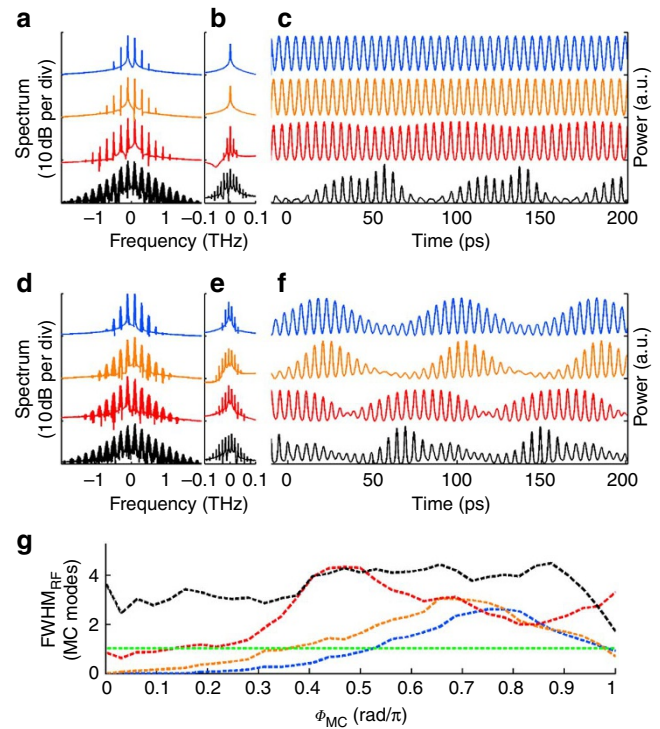 a b c
Spectrum
(10 dB per div)
Power (a.u.)
−1 0 1 −0.1 0 0.1 0 50 100 150 200
Frequency (THz) Time (ps)
d e f
Spectrum
(10 dB per div)
Power (a.u.)
−1 0 1 −0.1 0 0.1 0 50 100 150 200
Frequency (THz) Time (ps)
g
FWHM_RF
(MC modes)
4
2
0
0 0.1 0.2 0.3 0.4 0.5 0.6 0.7 0.8 0.9 1
Φ_MC (rad/π)